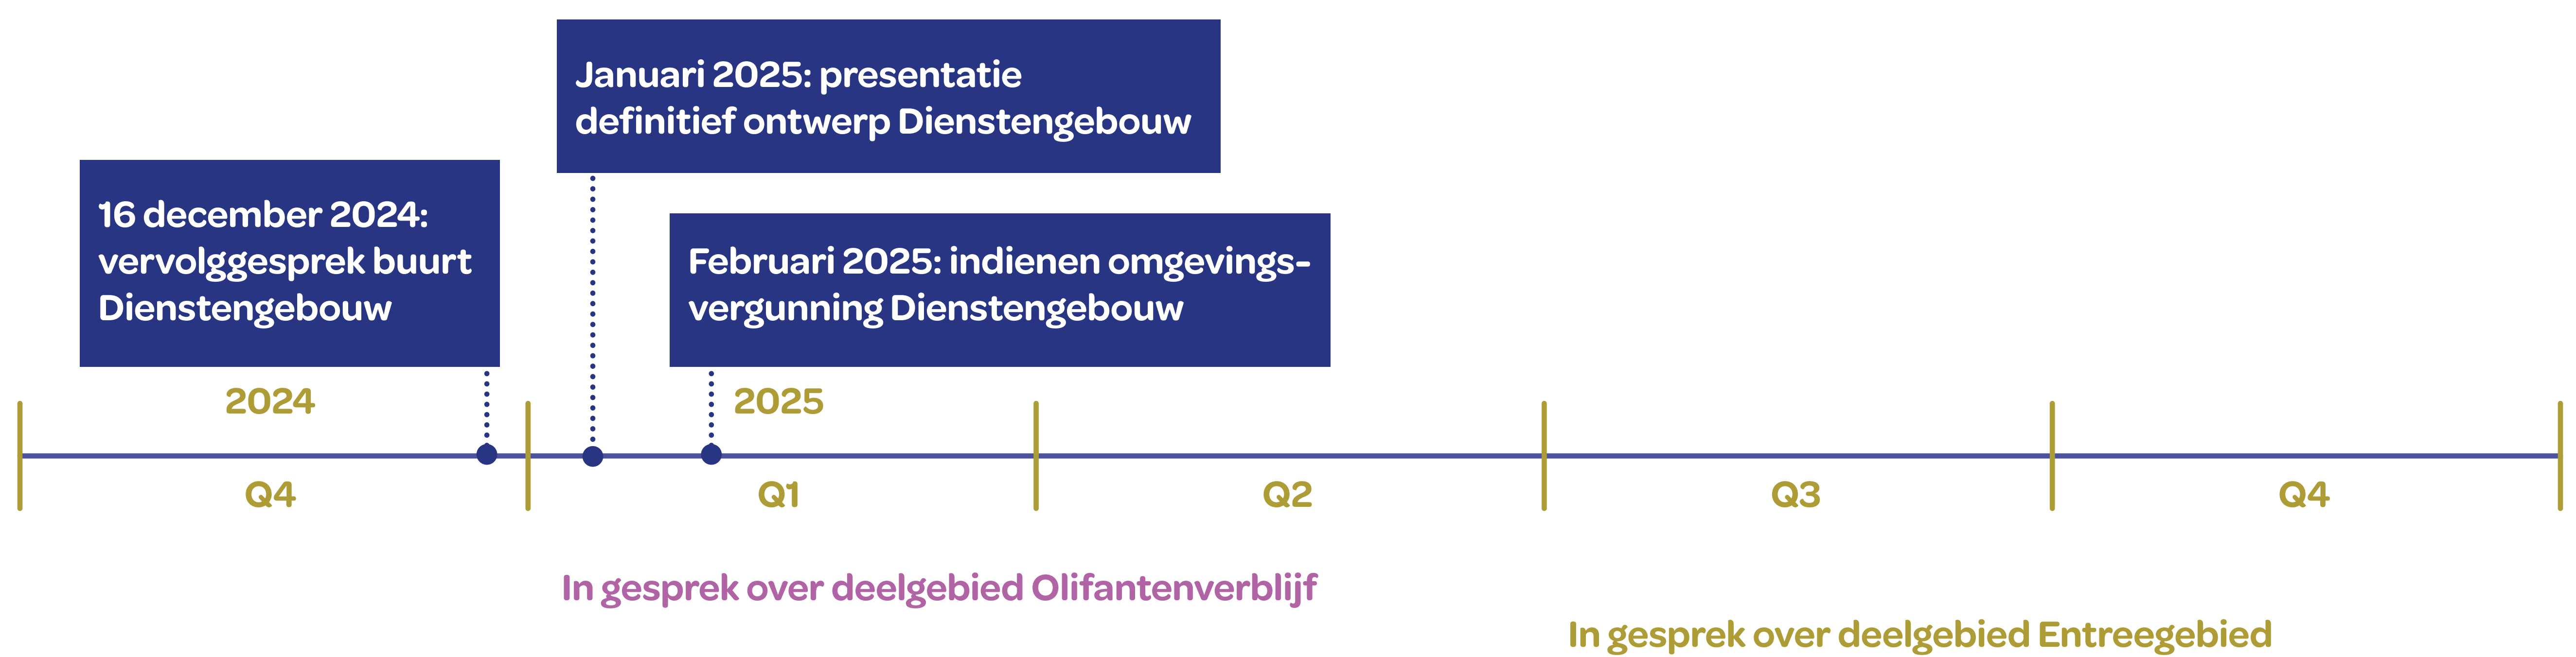 Januari 2025: presentatie
definitief ontwerp Dienstengebouw
16 december 2024:
vervolggesprek buurt
Dienstengebouw
Februari 2025: indienen omgevings-
vergunning Dienstengebouw
2024
2025
Q4
Q1
Q2
Q3
Q4
In gesprek over deelgebied Olifantenverblijf
In gesprek over deelgebied Entreegebied